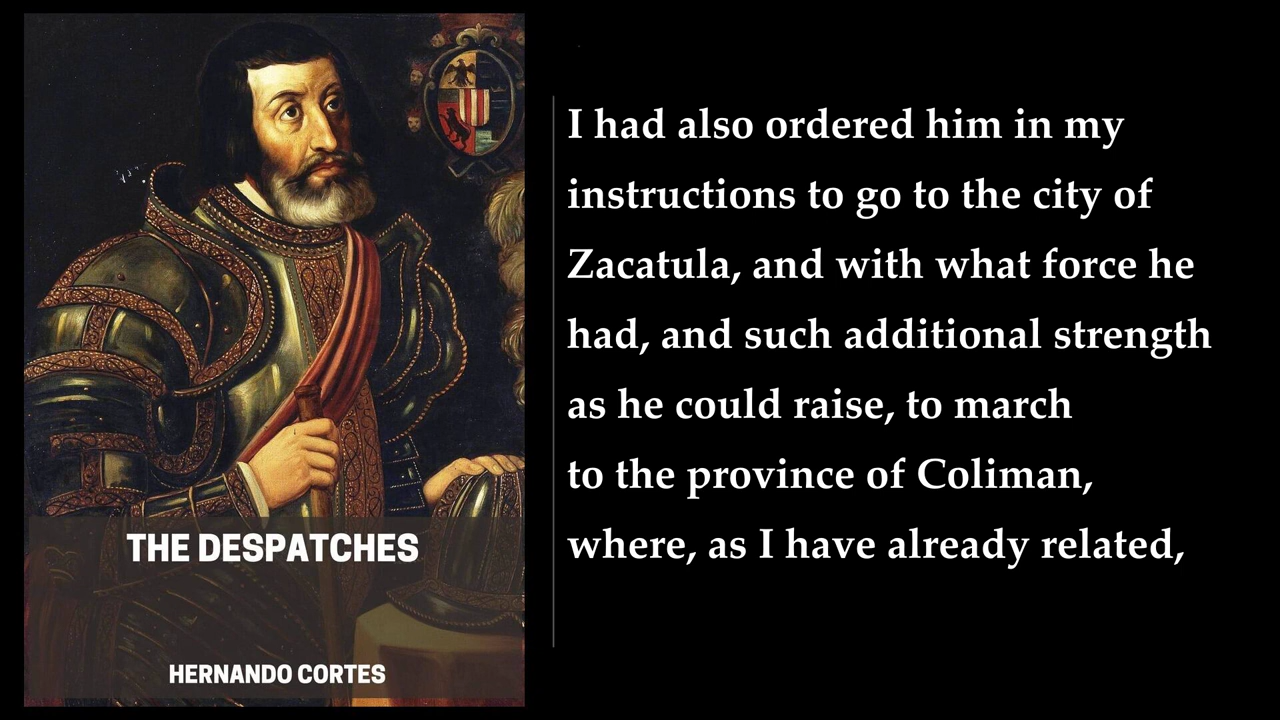 THE DESPATCHES
HERNANDO CORTES
I had also ordered him in my
instructions to go to the city of
Zacatula, and with what force he
had, and such additional strength
as he could raise, to march
to the province of Coliman,
where, as I have already related,